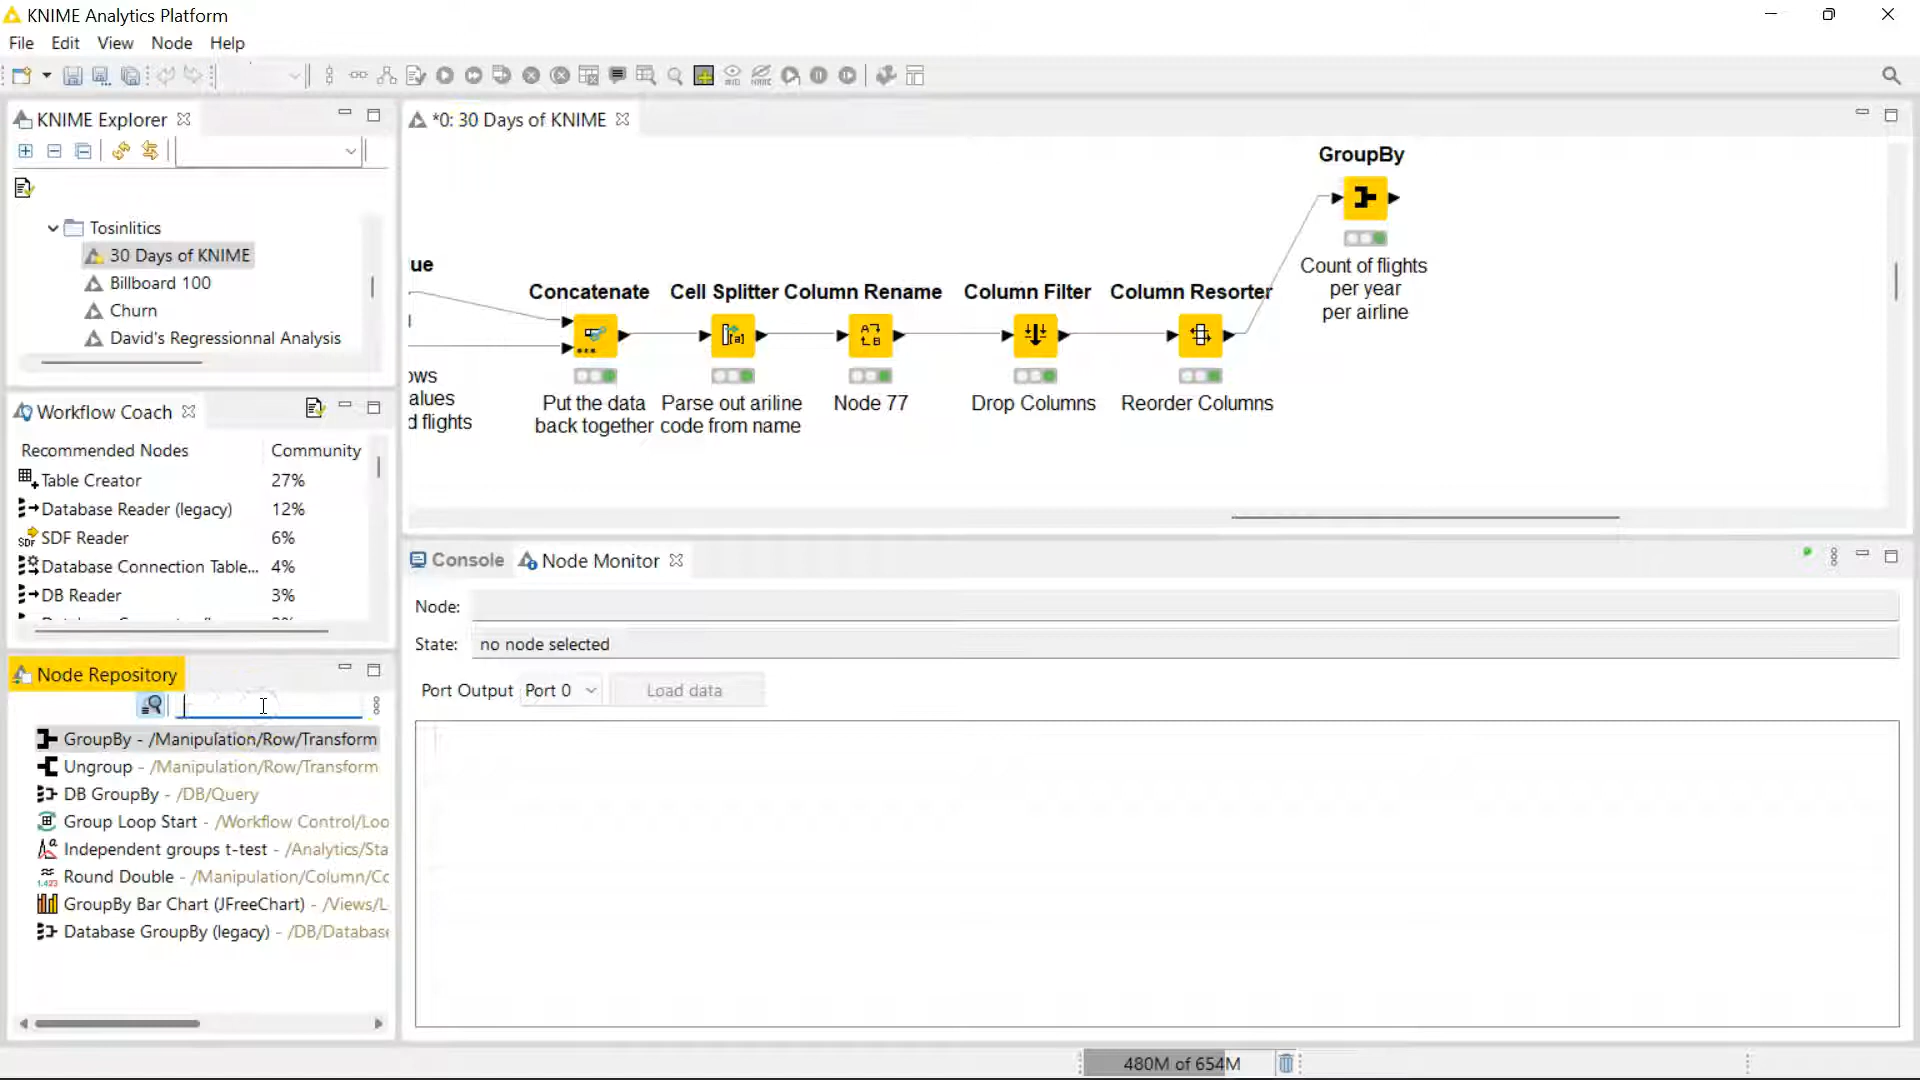 KNIME Analytics Platform
File Edit View Node Help
KNIME Explorer
Tosinlitics
30 Days of KNIME
Billboard 100
Churn
David's Regressionnal Analysis
*0: 30 Days of KNIME
GroupBy
Count of flights
per year
per airline
ue
Concatenate Cell Splitter Column Rename Column Filter Column Resorter
ows
alues
d flights
Put the data
back together
Parse out ariline
code from name
Node 77
Drop Columns
Reorder Columns
Workflow Coach
Recommended Nodes Community
Table Creator 27%
Database Reader (legacy) 12%
SDF Reader 6%
Database Connection Table... 4%
DB Reader 3%
Console Node Monitor
Node:
State: no node selected
Port Output Port 0 Load data
Node Repository
GroupBy - /Manipulation/Row/Transform
Ungroup - /Manipulation/Row/Transform
DB GroupBy - /DB/Query
Group Loop Start - /Workflow Control/Loo
Independent groups t-test - /Analytics/Sta
Round Double - /Manipulation/Column/Cc
GroupBy Bar Chart (JFreeChart) - /Views/L
Database GroupBy (legacy) - /DB/Database
480M of 654M